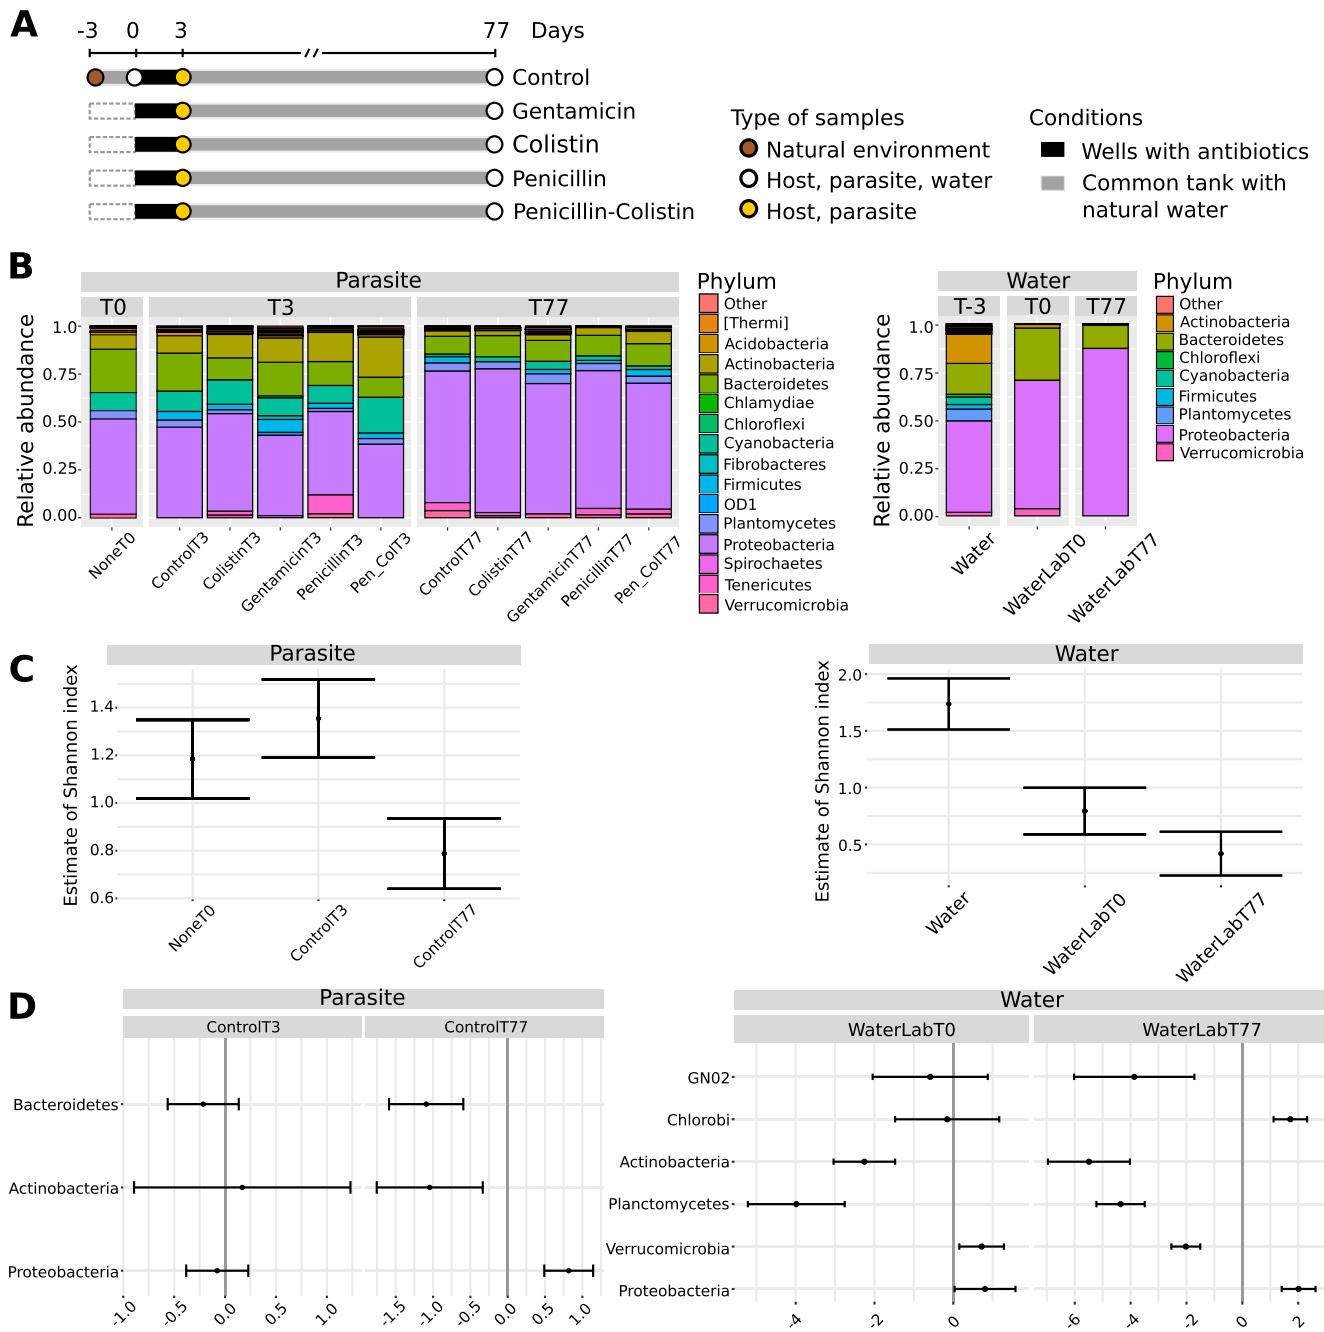 A
-3 0 3 77 Days
Control
Gentamicin
Colistin
Penicillin
Penicillin-Colistin
Type of samples
Natural environment
Host, parasite, water
Host, parasite
Conditions
Wells with antibiotics
Common tank with
natural water
B
Parasite
T0 T3 T77
Relative abundance
1.0
0.75
0.50
0.25
0.00
NoneT0
ControlT3
ColistinT3
GentamicinT3
PenicillinT3
Pen_ColT3
ControlT77
ColistinT77
GentamicinT77
PenicillinT77
Pen_ColT77
Phylum
Other
[Thermi]
Acidobacteria
Actinobacteria
Bacteroidetes
Chlamydiae
Chloroflexi
Cyanobacteria
Fibrobacteres
Firmicutes
OD1
Plantomycetes
Proteobacteria
Spirochaetes
Tenericutes
Verrucomicrobia
Water
T-3 T0 T77
Relative abundance
1.0
0.75
0.50
0.25
0.00
Water
WaterLabT0
WaterLabT77
Phylum
Other
Actinobacteria
Bacteroidetes
Chloroflexi
Cyanobacteria
Firmicutes
Plantomycetes
Proteobacteria
Verrucomicrobia
C
Parasite
Estimate of Shannon index
1.4
1.2
1.0
0.8
0.6
NoneT0
ControlT3
ControlT77
Water
Estimate of Shannon index
2.0
1.5
1.0
0.5
Water
WaterLabT0
WaterLabT77
D
Parasite
ControlT3 ControlT77
Bacteroidetes
Actinobacteria
Proteobacteria
-1.0 -0.5 0.0 0.5 1.0 -1.5 -1.0 -0.5 0.0 0.5 1.0
Water
WaterLabT0 WaterLabT77
GN02
Chlorobi
Actinobacteria
Planctomycetes
Verrucomicrobia
Proteobacteria
-4 -2 0 -6 -4 -2 0 2